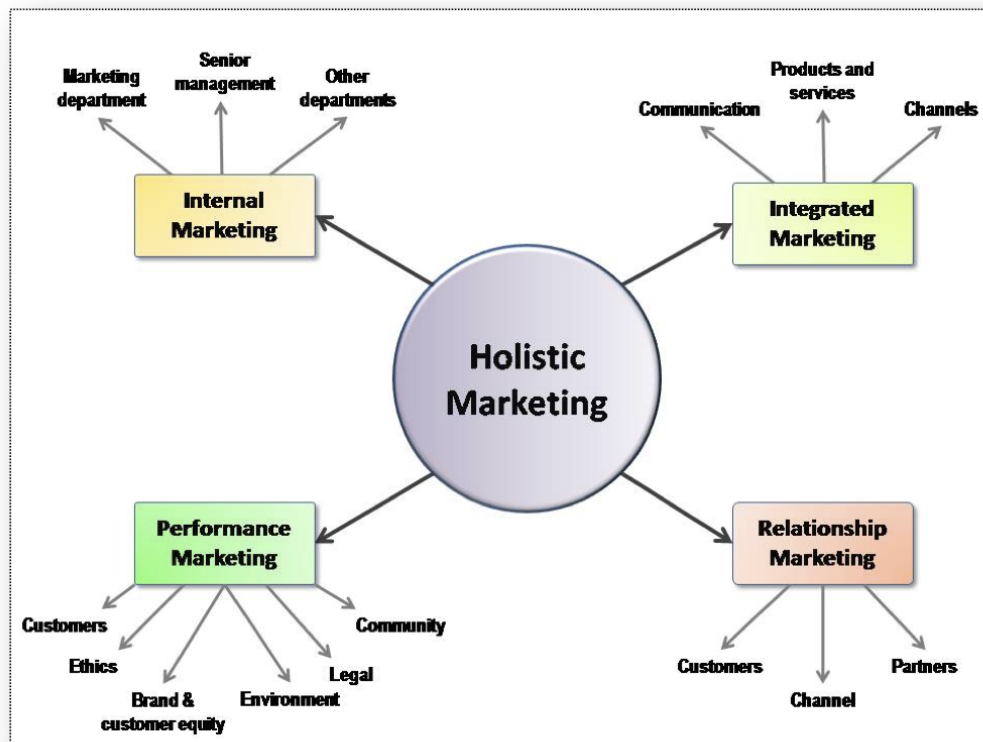 Marketing
department
Senior
management
Other
departments
Internal
Marketing
Communication
Products and
services
Channels
Integrated
Marketing
Holistic
Marketing
Performance
Marketing
Customers
Ethics
Brand &
customer equity
Environment
Legal
Community
Relationship
Marketing
Customers
Channel
Partners